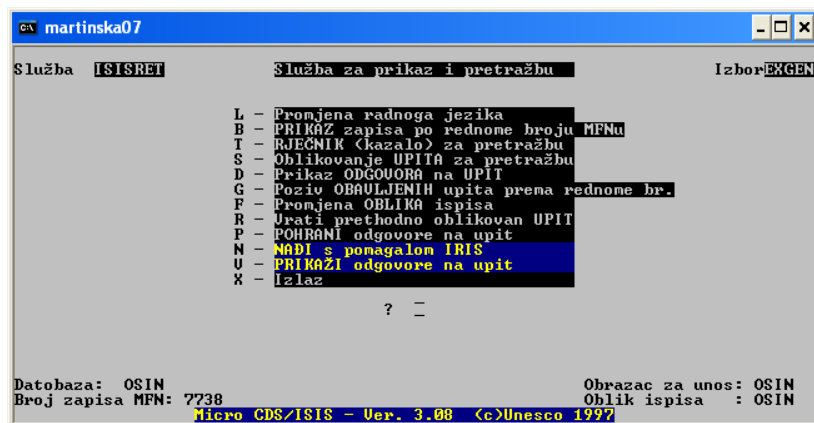 martinska07
Služba ISISRET Služba za prikaz i pretražbu Izbor EXGEN
L - Promjena radnoga jezika
B - PRIKAZ zapisa po rednome broju MFNu
T - RJEČNIK (kazalo) za pretražbu
S - Oblikovanje UPITA za pretražbu
D - Prikaz ODGOVORA na UPIT
G - Poziv OBAVLJENIH upita prema rednome br.
F - Promjena OBLIKA ispisa
R - Vrati prethodno oblikovan UPIT
P - POHRANI odgovore na upit
N - NAĐI s pomagalom IRIS
V - PRIKAŽI odgovore na upit
X - Izlaz
? _
Datobaza: OSIN Obrazac za unos: OSIN
Broj zapisa MFN: 7738 Oblik ispisa : OSIN
Micro CDS/ISIS - Ver. 3.08 (c)Unesco 1997